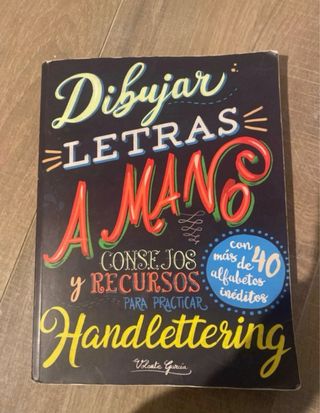 Dibujar
LETRAS
A MANO
CONSEJOS
y RECURSOS
PARA PRACTICAR
con
más 40
de
alfabetos
inéditos
Handlettering
Violeta García